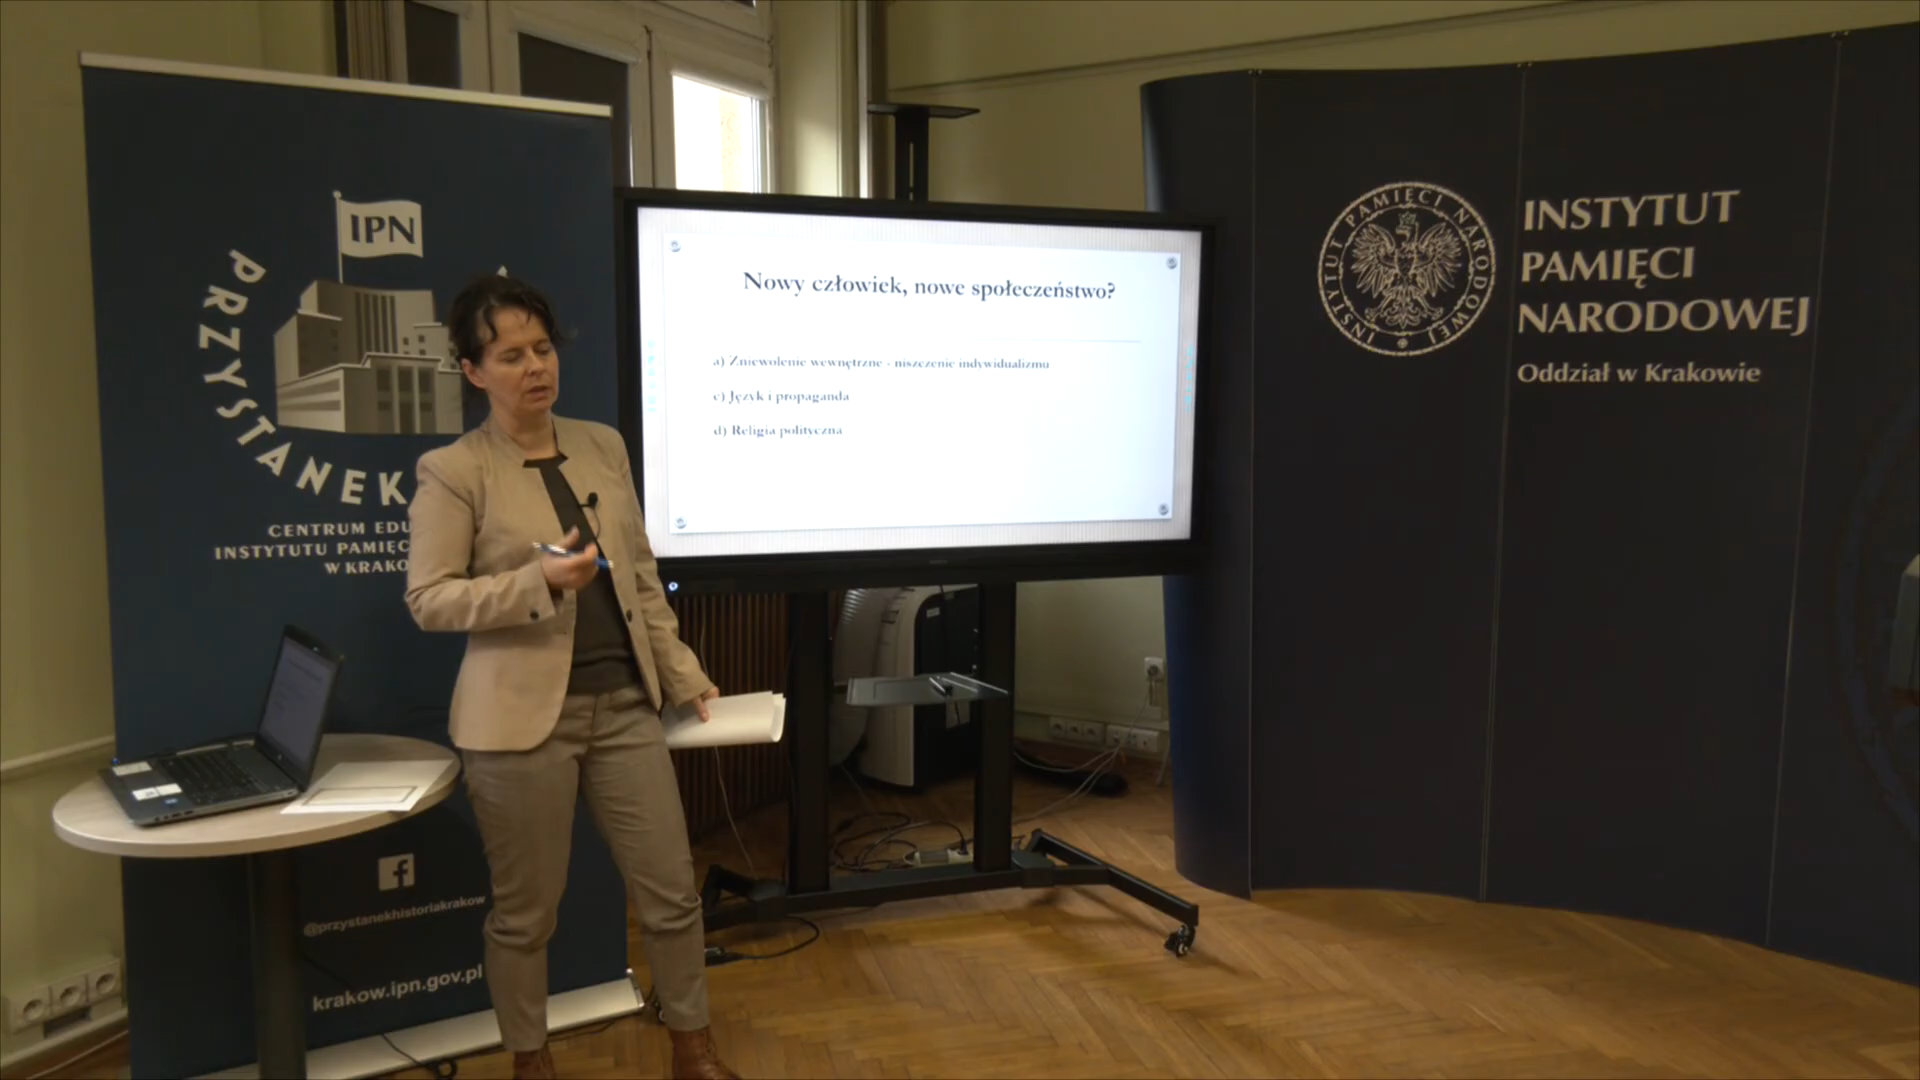 IPN
PRZYSTANEK
CENTRUM EDU
INSTYTUTU PAMIĘC
W KRAKO
@przystanekhistoriakrakow
krakow.ipn.gov.pl
Nowy człowiek, nowe społeczeństwo?
a) Zniewolenie wewnętrzne - niszczenie indywidualizmu
c) Język i propaganda
d) Religia polityczna
INSTYTUT PAMIĘCI NARODOWEJ
INSTYTUT
PAMIĘCI
NARODOWEJ
Oddział w Krakowie